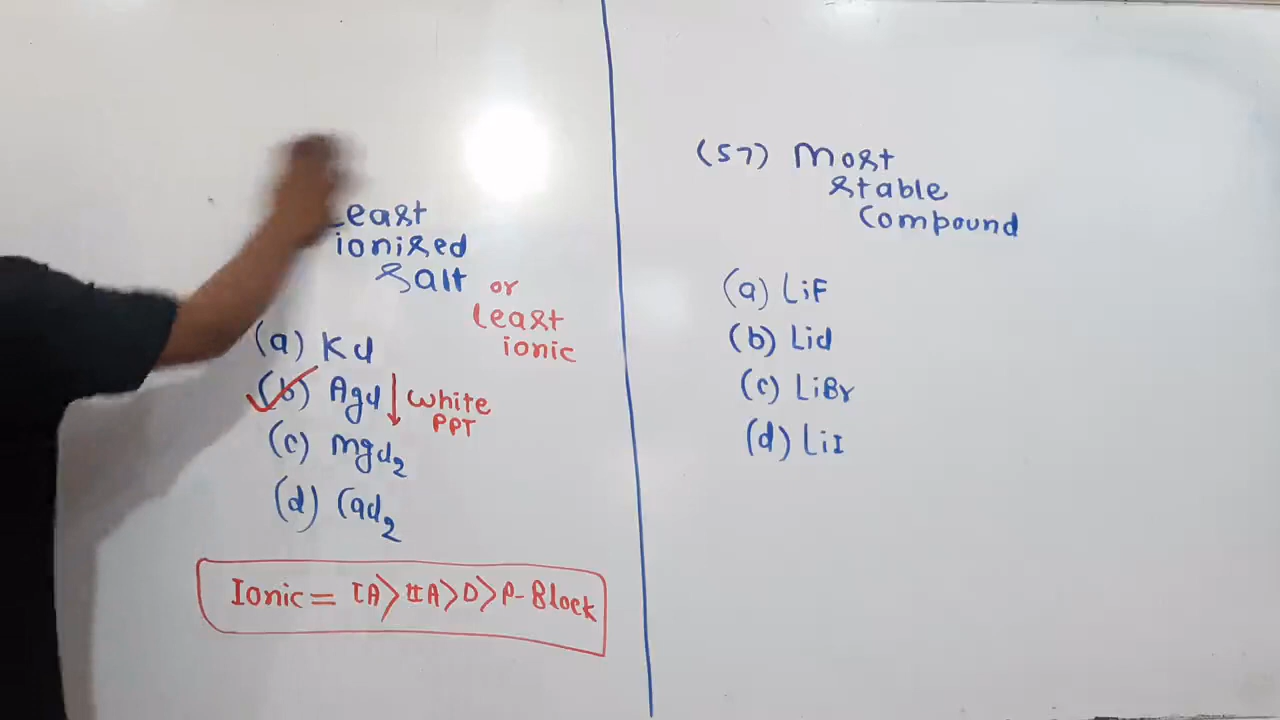 Least
ionized
salt or
Least
ionic
(a) KCl
(b) AgCl ↓ white
PPT
(c) MgCl2
(d) CaCl2
Ionic = IA > IIA > D > P-Block
(57) Most
stable
Compound
(a) LiF
(b) LiCl
(c) LiBr
(d) LiI